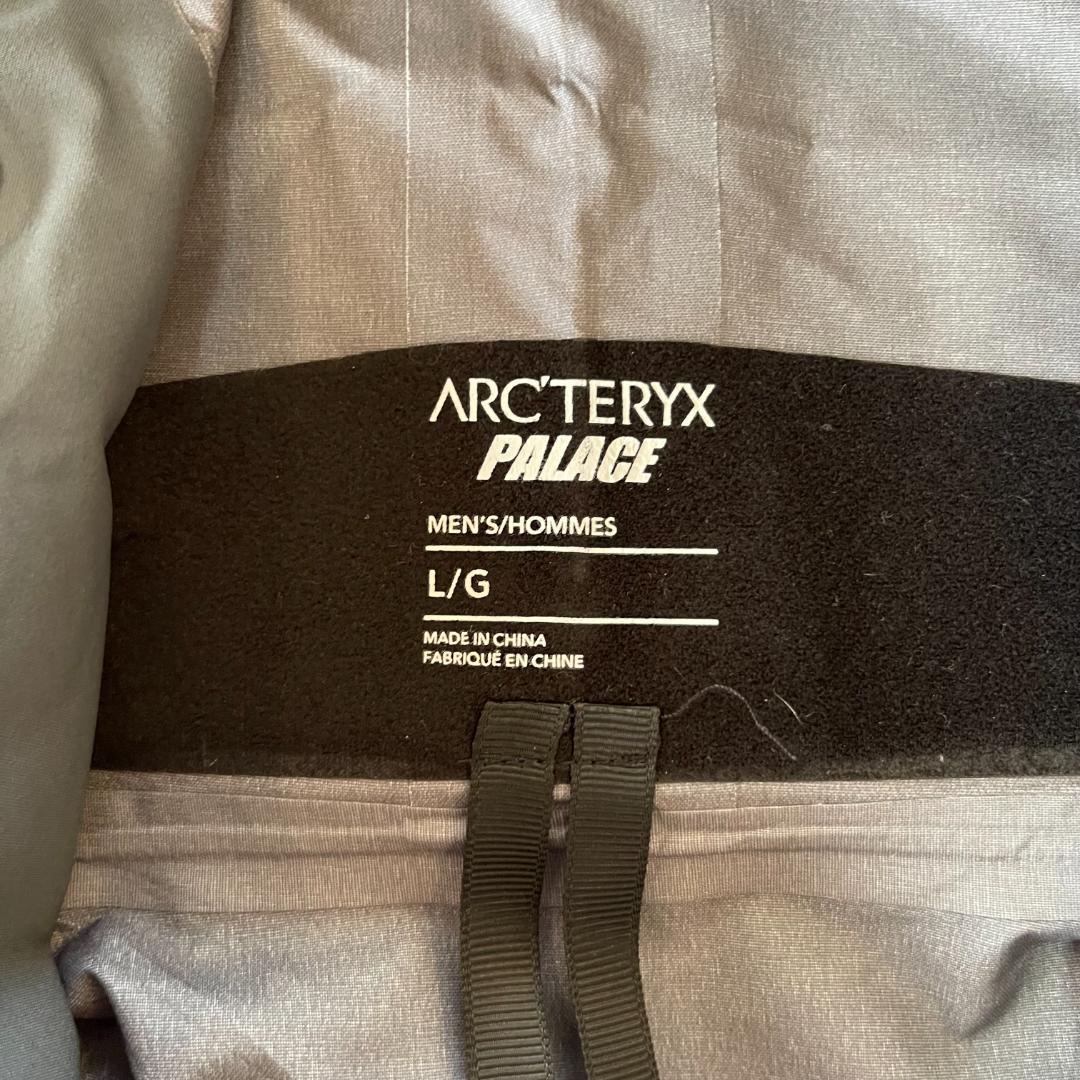 ARC'TERYX
PALACE
MEN'S/HOMMES
L/G
MADE IN CHINA
FABRIQUÉ EN CHINE